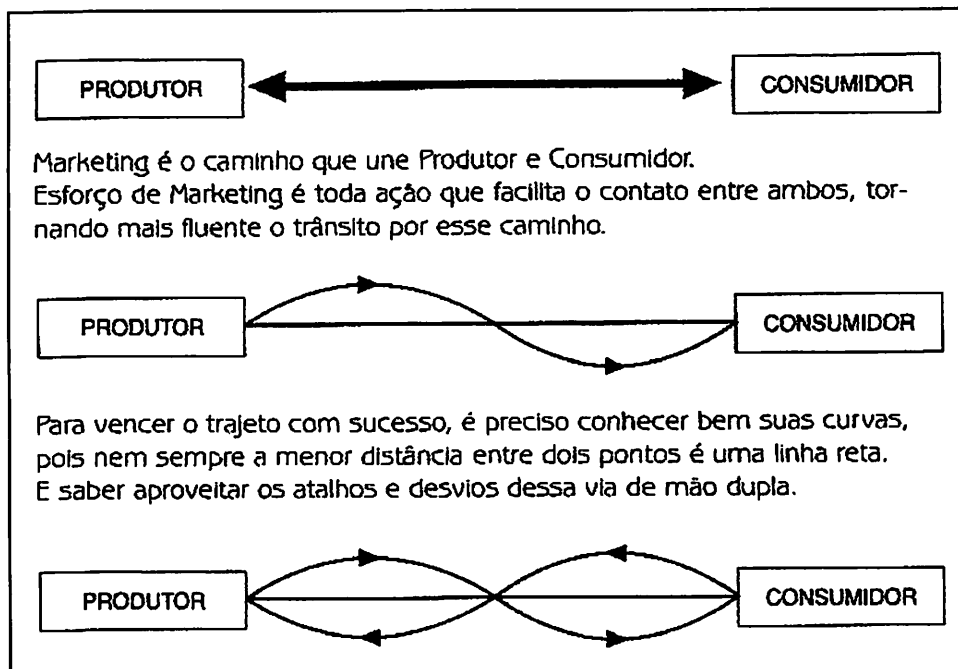 PRODUTOR CONSUMIDOR
Marketing é o caminho que une Produtor e Consumidor.
Esforço de Marketing é toda ação que facilita o contato entre ambos, tor-
nando mais fluente o trânsito por esse caminho.
PRODUTOR CONSUMIDOR
Para vencer o trajeto com sucesso, é preciso conhecer bem suas curvas,
pois nem sempre a menor distância entre dois pontos é uma linha reta.
E saber aproveitar os atalhos e desvios dessa via de mão dupla.
PRODUTOR CONSUMIDOR